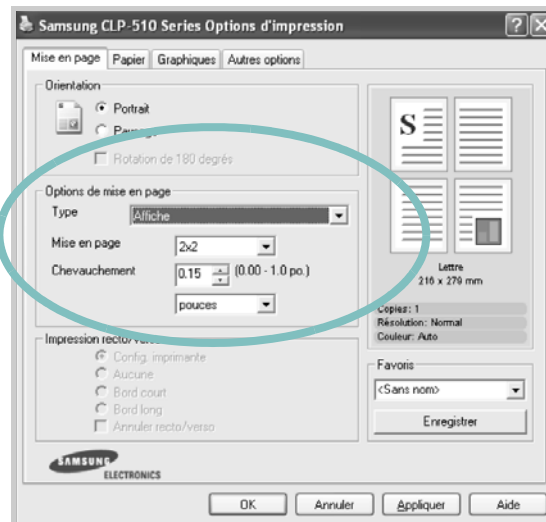 Samsung CLP-510 Series Options d'impression
Mise en page Papier Graphiques Autres options
Orientation
Portrait
Paysage
Rotation de 180 degrés
Options de mise en page
Type Affiche
Mise en page 2x2
Chevauchement 0.15 (0.00 - 1.0 po.)
pouces
Impression recto/verso
Config. imprimante
Aucune
Bord court
Bord long
Annuler recto/verso
S
Lettre
216 x 279 mm
Copies: 1
Résolution: Normal
Couleur: Auto
Favoris
<Sans nom>
Enregistrer
SAMSUNG
ELECTRONICS
OK Annuler Appliquer Aide